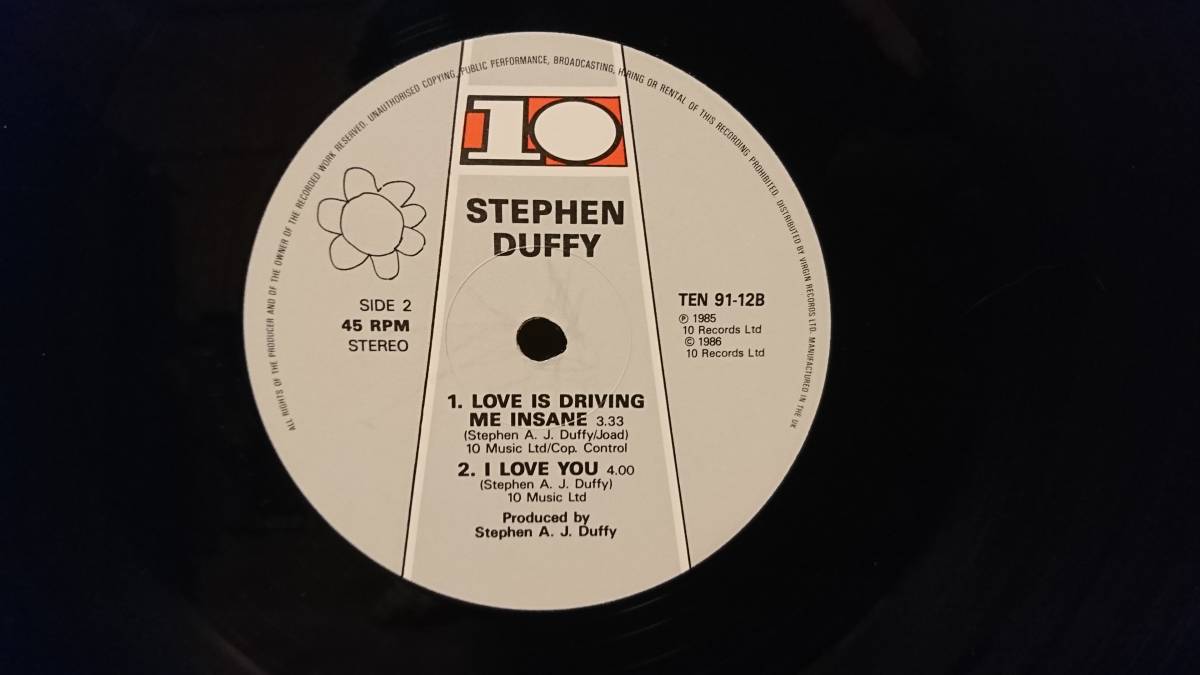 ALL RIGHTS OF THE PRODUCER AND OF THE OWNER OF THE RECORDED WORK RESERVED. UNAUTHORISED COPYING, PUBLIC PERFORMANCE, BROADCASTING, HIRING OR RENTAL OF THIS RECORDING PROHIBITED. DISTRIBUTED BY VIRGIN RECORDS LTD. MANUFACTURED IN THE UK
10
STEPHEN
DUFFY
SIDE 2
45 RPM
STEREO
TEN 91-12B
℗ 1985
10 Records Ltd
© 1986
10 Records Ltd
1. LOVE IS DRIVING
ME INSANE 3.33
(Stephen A. J. Duffy/Joad)
10 Music Ltd/Cop. Control
2. I LOVE YOU 4.00
(Stephen A. J. Duffy)
10 Music Ltd
Produced by
Stephen A. J. Duffy